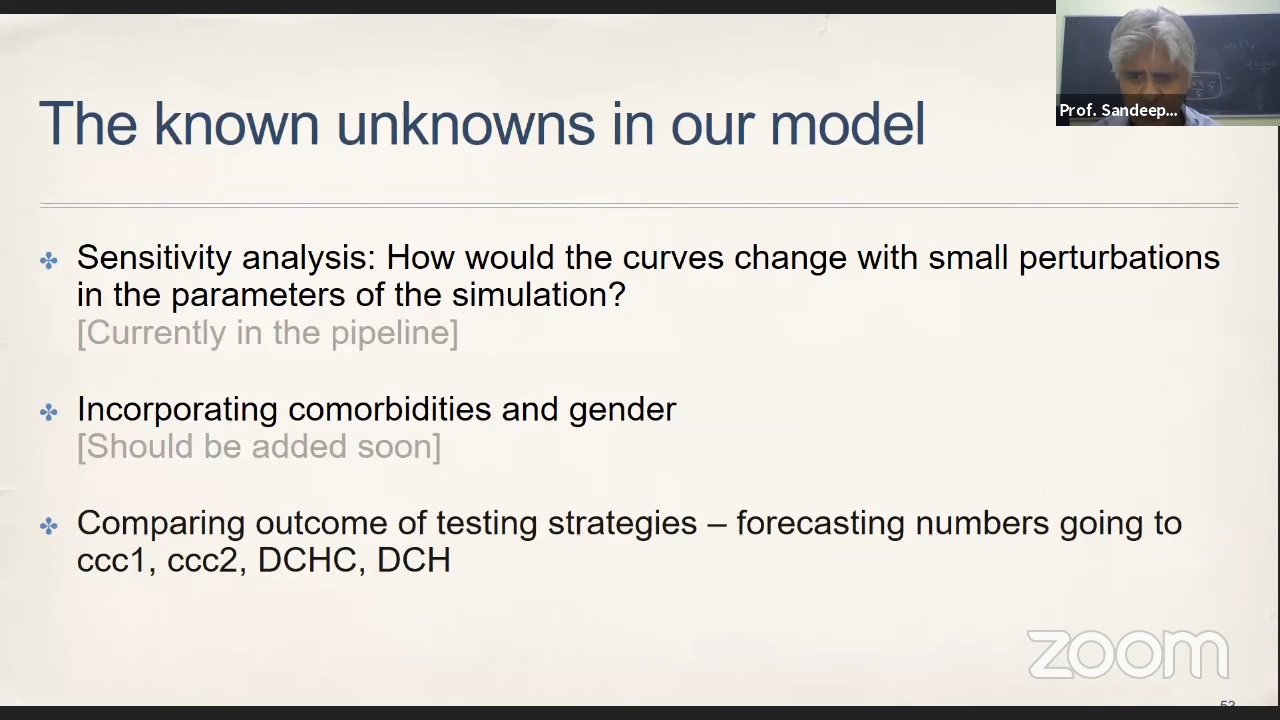 The known unknowns in our model
Prof. Sandeep...
Sensitivity analysis: How would the curves change with small perturbations
in the parameters of the simulation?
[Currently in the pipeline]
Incorporating comorbidities and gender
[Should be added soon]
Comparing outcome of testing strategies – forecasting numbers going to
ccc1, ccc2, DCHC, DCH
zoom